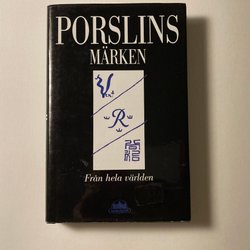 PORSLINS
MÄRKEN
R
Från hela världen